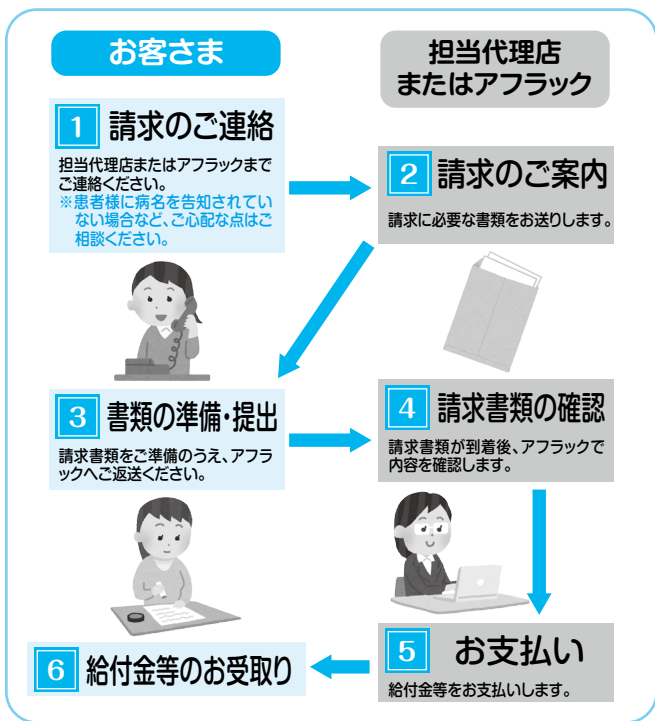 お客さま
担当代理店
またはアフラック
1 請求のご連絡
担当代理店またはアフラックまで
ご連絡ください。
※患者様に病名を告知されてい
ない場合など、ご心配な点はご
相談ください。
2 請求のご案内
請求に必要な書類をお送りします。
3 書類の準備・提出
請求書類をご準備のうえ、アフラ
ックへご返送ください。
4 請求書類の確認
請求書類が到着後、アフラックで
内容を確認します。
5 お支払い
給付金等をお支払いします。
6 給付金等のお受取り